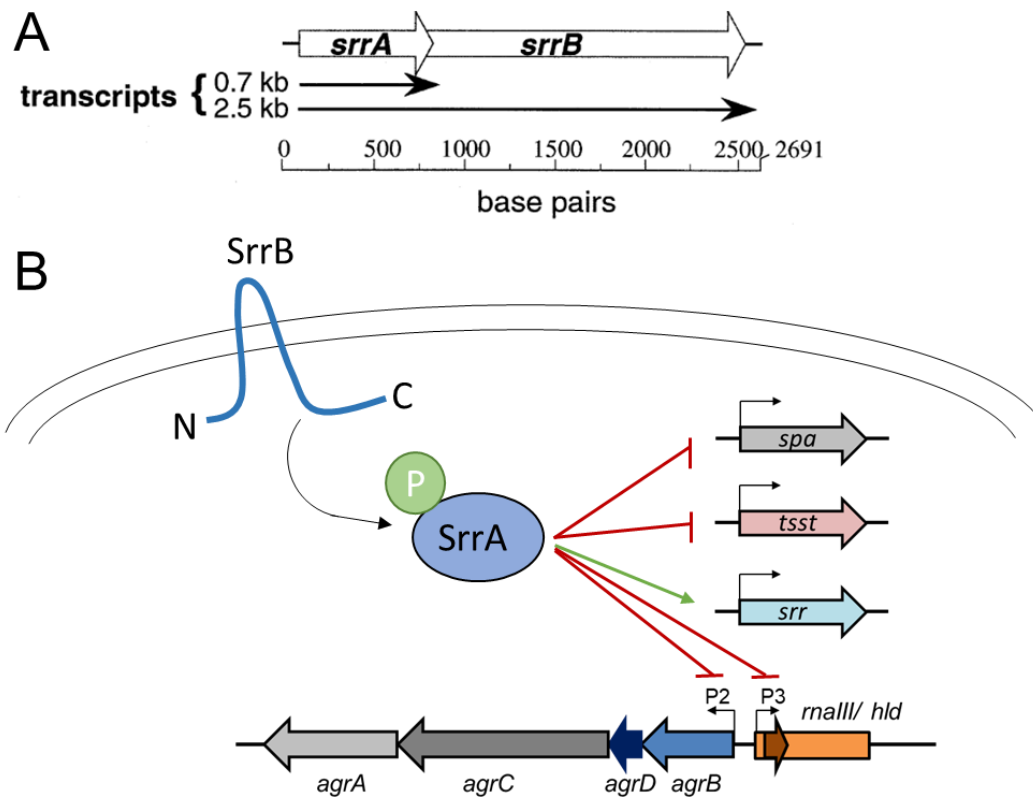 A
srrA srrB
transcripts { 0.7 kb
2.5 kb
0 500 1000 1500 2000 2500 2691
base pairs
B
SrrB
N
C
P
SrrA
spa
tsst
srr
P2 P3
rnaIII/ hld
agrA agrC agrD agrB